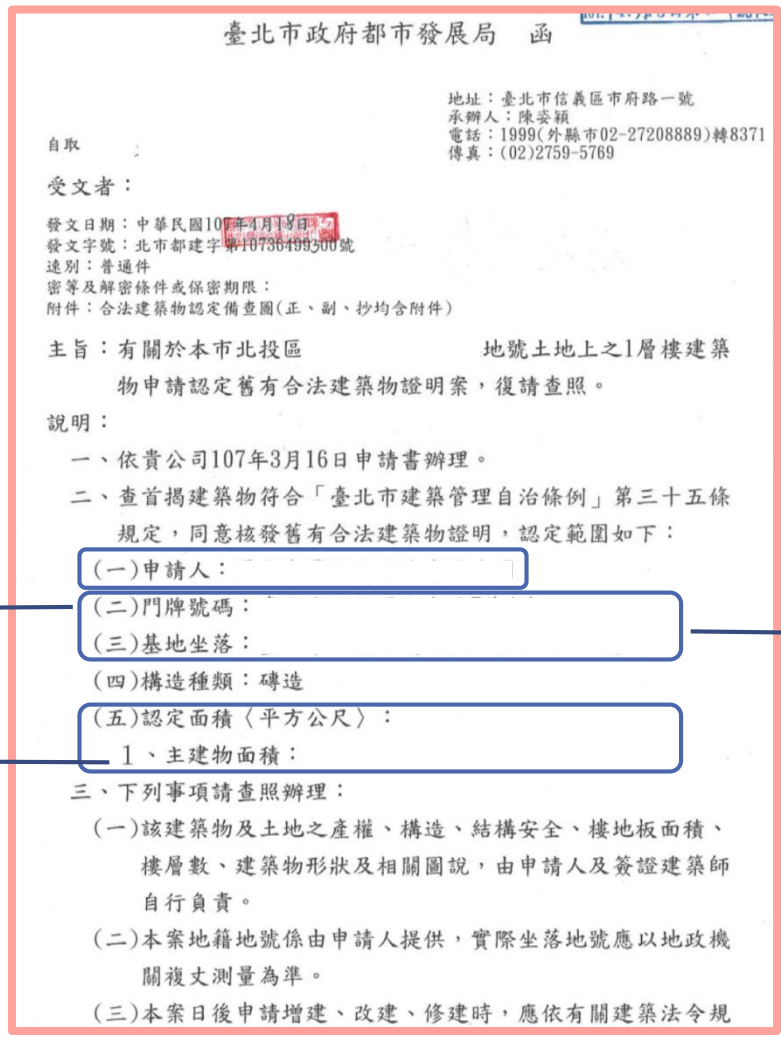 臺北市政府都市發展局 函
地址：臺北市信義區市府路一號
承辦人：陳姿穎
電話：1999(外縣市02-27208889)轉8371
傳真：(02)2759-5769
自取
受文者：
發文日期：中華民國107年4月18日
發文字號：北市都建字第10736499300號
速別：普通件
密等及解密條件或保密期限：
附件：合法建築物認定備查圖(正、副、抄均含附件)
主旨：有關於本市北投區 地號土地上之1層樓建築
物申請認定舊有合法建築物證明案，復請查照。
說明：
一、依貴公司107年3月16日申請書辦理。
二、查首揭建築物符合「臺北市建築管理自治條例」第三十五條
規定，同意核發舊有合法建築物證明，認定範圍如下：
(一)申請人：
(二)門牌號碼：
(三)基地坐落：
(四)構造種類：磚造
(五)認定面積〈平方公尺〉：
1、主建物面積：
三、下列事項請查照辦理：
(一)該建築物及土地之產權、構造、結構安全、樓地板面積、
樓層數、建築物形狀及相關圖說，由申請人及簽證建築師
自行負責。
(二)本案地籍地號係由申請人提供，實際坐落地號應以地政機
關複丈測量為準。
(三)本案日後申請增建、改建、修建時，應依有關建築法令規